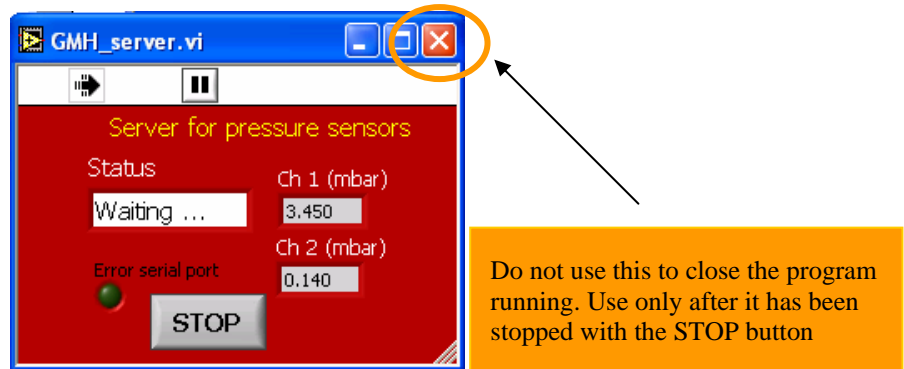 GMH_server.vi
Server for pressure sensors
Status
Waiting ...
Ch 1 (mbar)
3.450
Ch 2 (mbar)
0.140
Error serial port
STOP
Do not use this to close the program
running. Use only after it has been
stopped with the STOP button